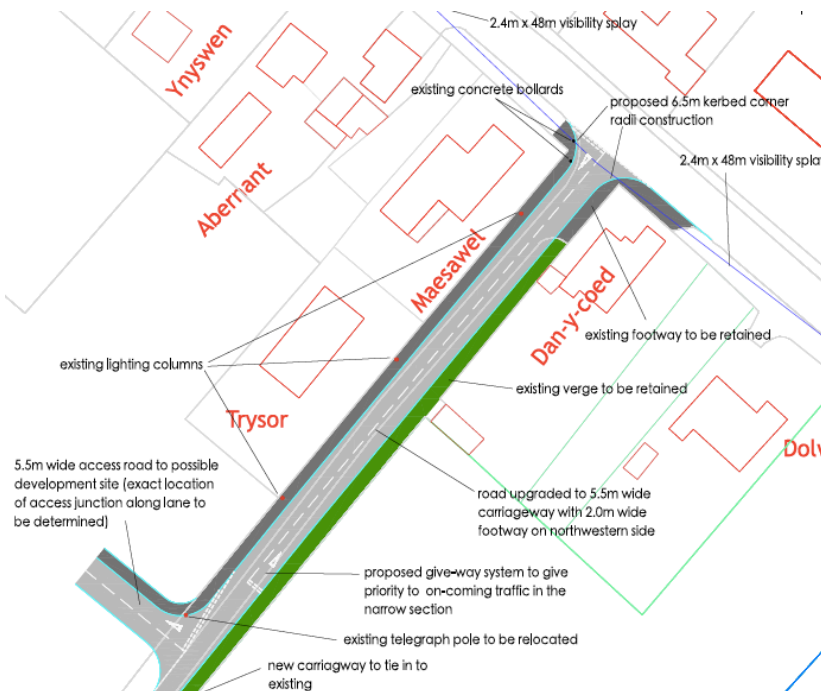 2.4m x 48m visibility splay
Ynyswen
existing concrete bollards
proposed 6.5m kerbed corner
radii construction
2.4m x 48m visibility splay
Abernant
Maesawel
Dan-y-coed
existing footway to be retained
existing lighting columns
existing verge to be retained
Trysor
Dolw
5.5m wide access road to possible
development site (exact location
of access junction along lane to
be determined)
road upgraded to 5.5m wide
carriageway with 2.0m wide
footway on northwestern side
proposed give-way system to give
priority to on-coming traffic in the
narrow section
existing telegraph pole to be relocated
new carriagway to tie in to
existing